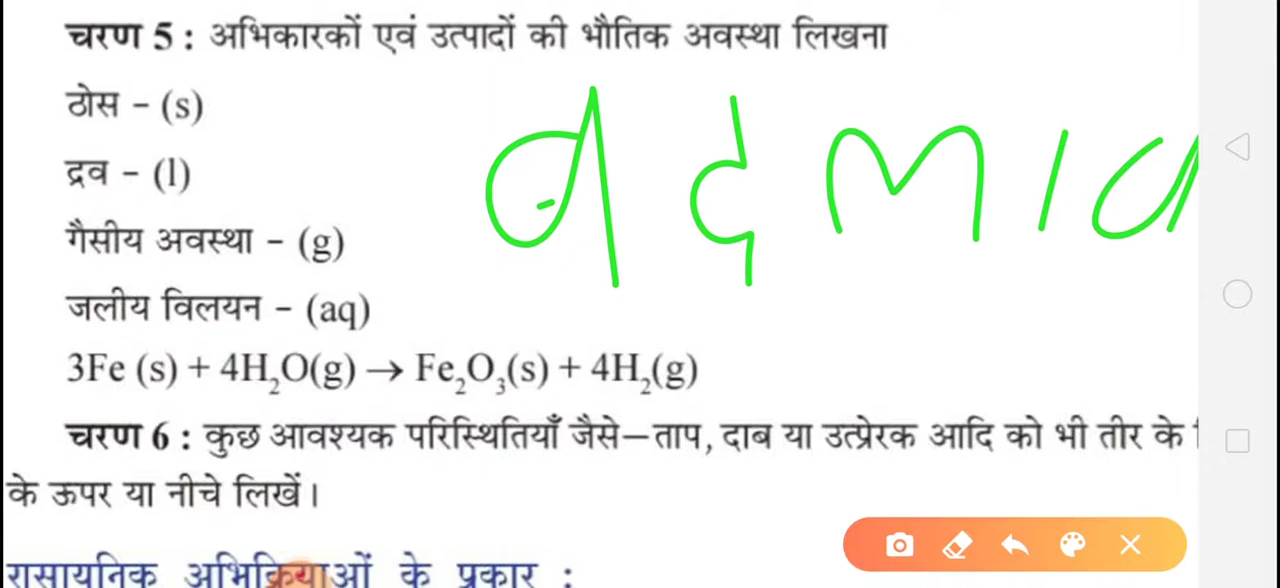 चरण 5 : अभिकारकों एवं उत्पादों की भौतिक अवस्था लिखना
ठोस – (s)
द्रव – (l)
गैसीय अवस्था – (g)
जलीय विलयन – (aq)
3Fe (s) + 4H₂O(g) → Fe₂O₃(s) + 4H₂(g)
चरण 6 : कुछ आवश्यक परिस्थितियाँ जैसे—ताप, दाब या उत्प्रेरक आदि को भी तीर के
के ऊपर या नीचे लिखें।
रासायनिक अभिक्रियाओं के प्रकार :